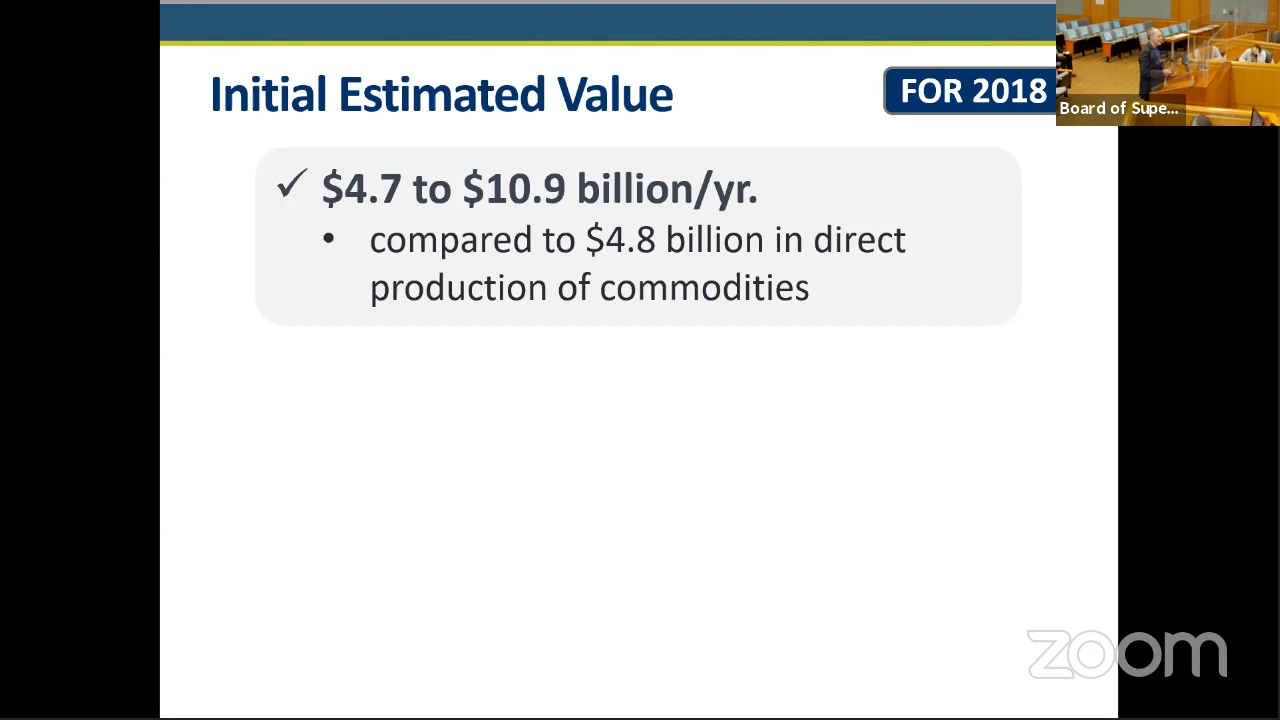 Initial Estimated Value
FOR 2018
Board of Supe...
✓ $4.7 to $10.9 billion/yr.
• compared to $4.8 billion in direct
production of commodities
zoom